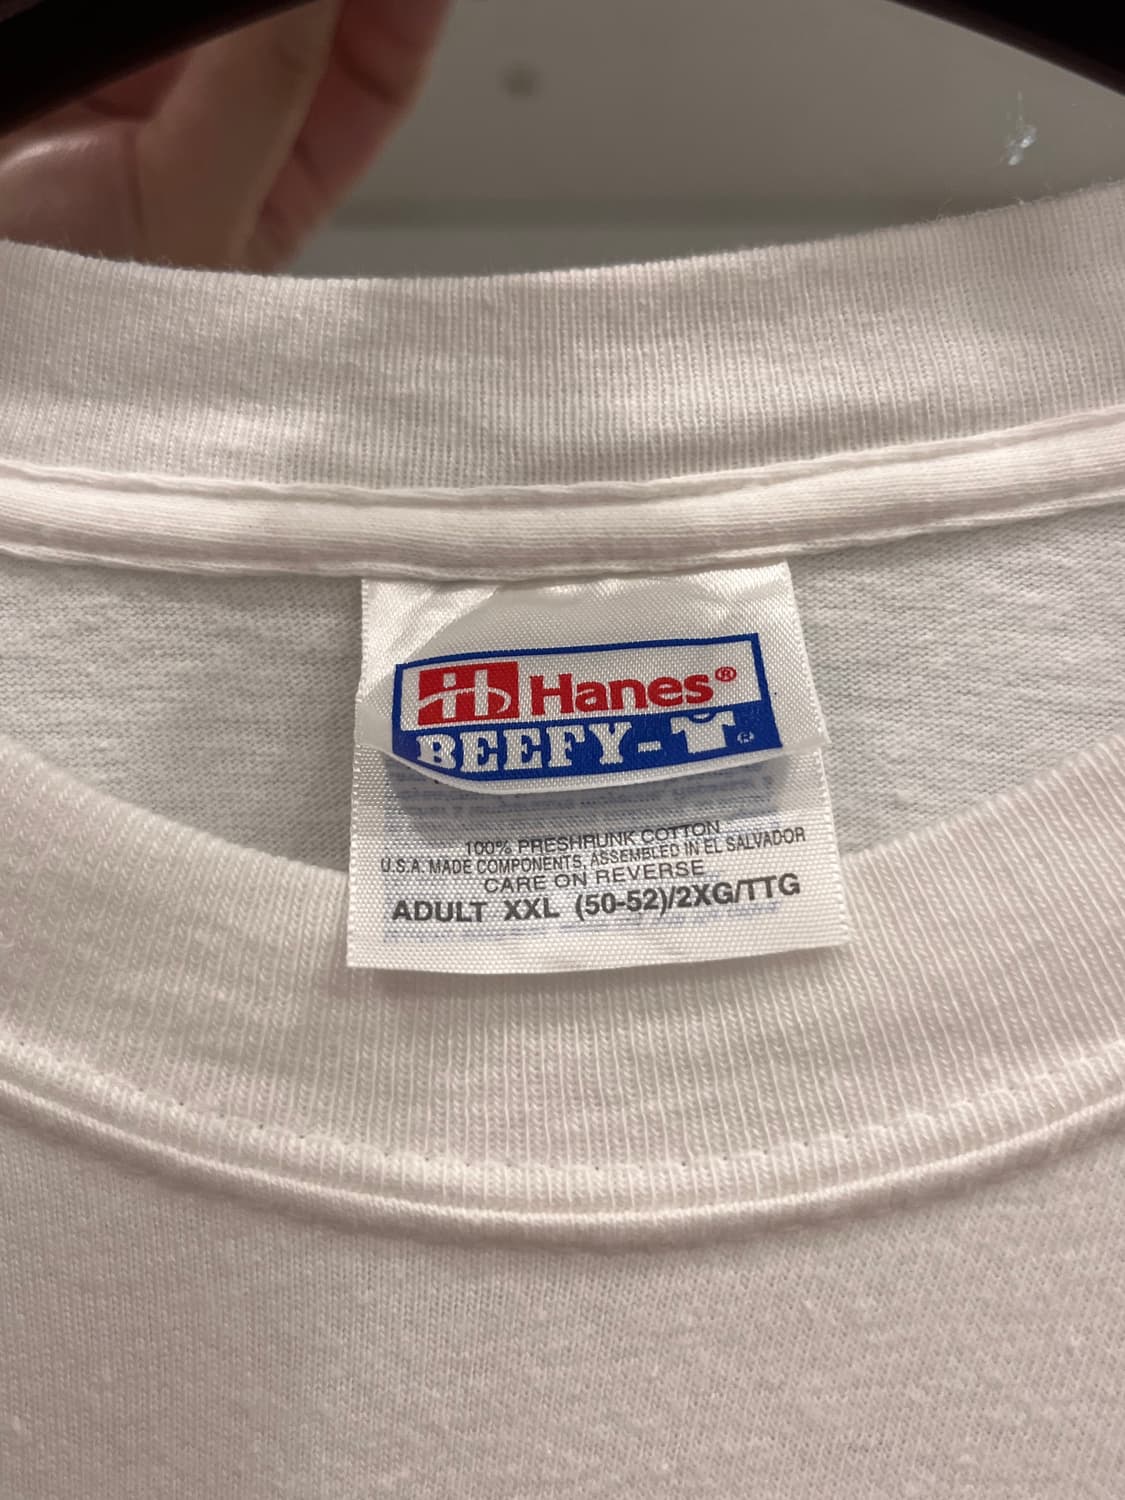 Hanes®
BEEFY-T®
100% PRESHRUNK COTTON
U.S.A. MADE COMPONENTS, ASSEMBLED IN EL SALVADOR
CARE ON REVERSE
ADULT XXL (50-52)/2XG/TTG